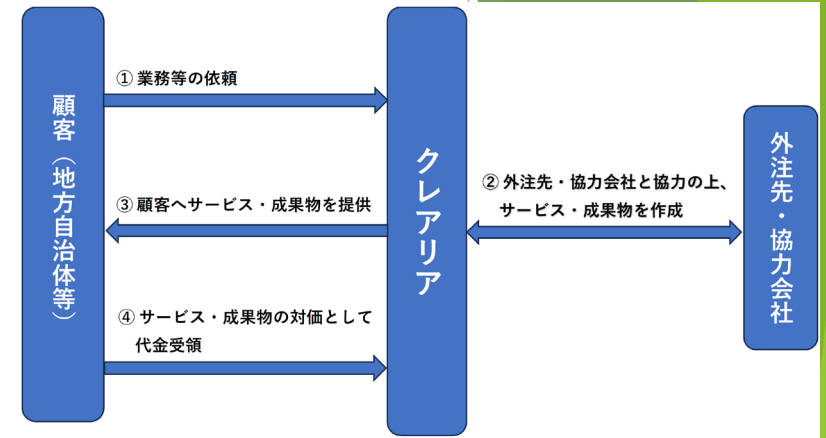 顧客（地方自治体等）
① 業務等の依頼
③ 顧客へサービス・成果物を提供
④ サービス・成果物の対価として
代金受領
クレアリア
② 外注先・協力会社と協力の上、
サービス・成果物を作成
外注先・協力会社